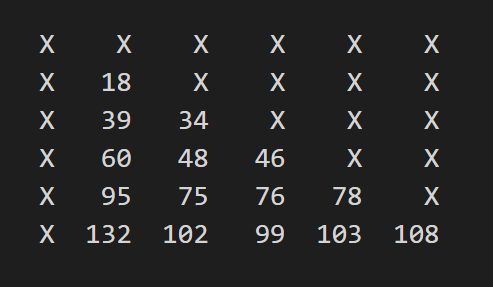 X X X X X X
X 18 X X X X
X 39 34 X X X
X 60 48 46 X X
X 95 75 76 78 X
X 132 102 99 103 108